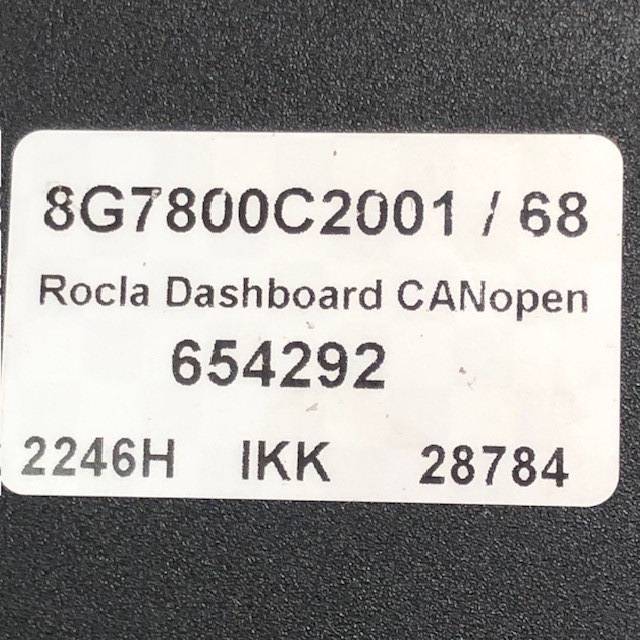 8G7800C2001 / 68
Rocla Dashboard CANopen
654292
2246H IKK 28784